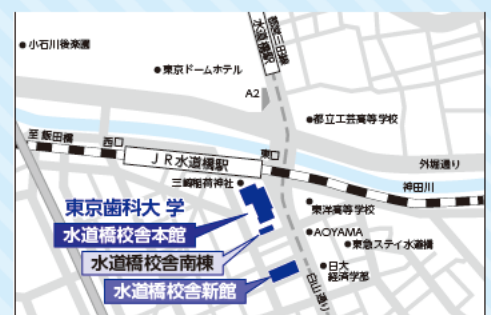 都営三田線
水道橋駅
小石川後楽園
東京ドームホテル
A2
都立工芸高等学校
至 飯田橋
西口
JR水道橋駅
東口
外堀通り
神田川
三崎稲荷神社
東京歯科大学
水道橋校舎本館
水道橋校舎南棟
水道橋校舎新館
東洋高等学校
AOYAMA
東急ステイ水道橋
日大
経済学部
白山通り